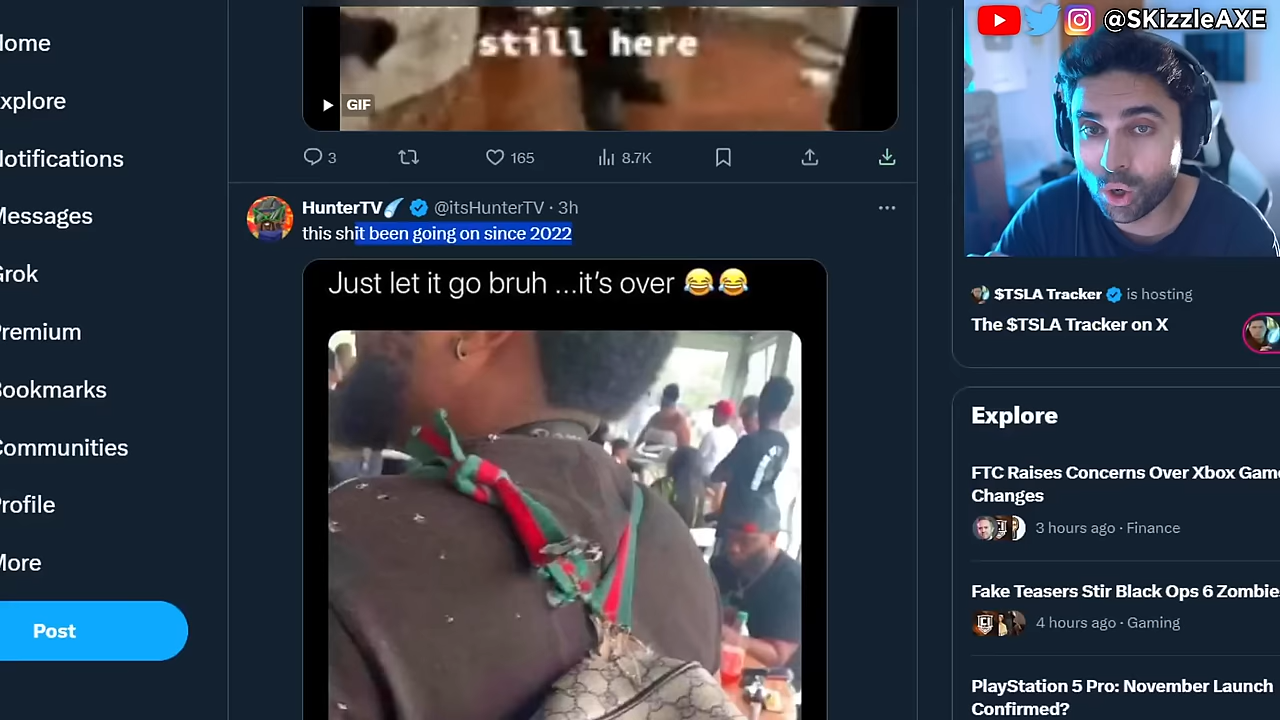 still here
GIF
@SKizzleAXE
ome
xplore
otifications
Messages
rok
remium
ookmarks
ommunities
rofile
More
Post
3
165
8.7K
HunterTV @itsHunterTV · 3h
this shit been going on since 2022
Just let it go bruh ...it's over 😂😂
$TSLA Tracker is hosting
The $TSLA Tracker on X
Explore
FTC Raises Concerns Over Xbox Game
Changes
3 hours ago · Finance
Fake Teasers Stir Black Ops 6 Zombie
4 hours ago · Gaming
PlayStation 5 Pro: November Launch
Confirmed?